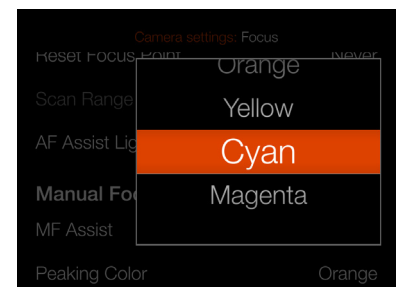 Camera settings: Focus
Reset Focus Point Never
Orange
Scan Range
Yellow
AF Assist Lig
Cyan
Manual Fo
Magenta
MF Assist
Peaking Color Orange